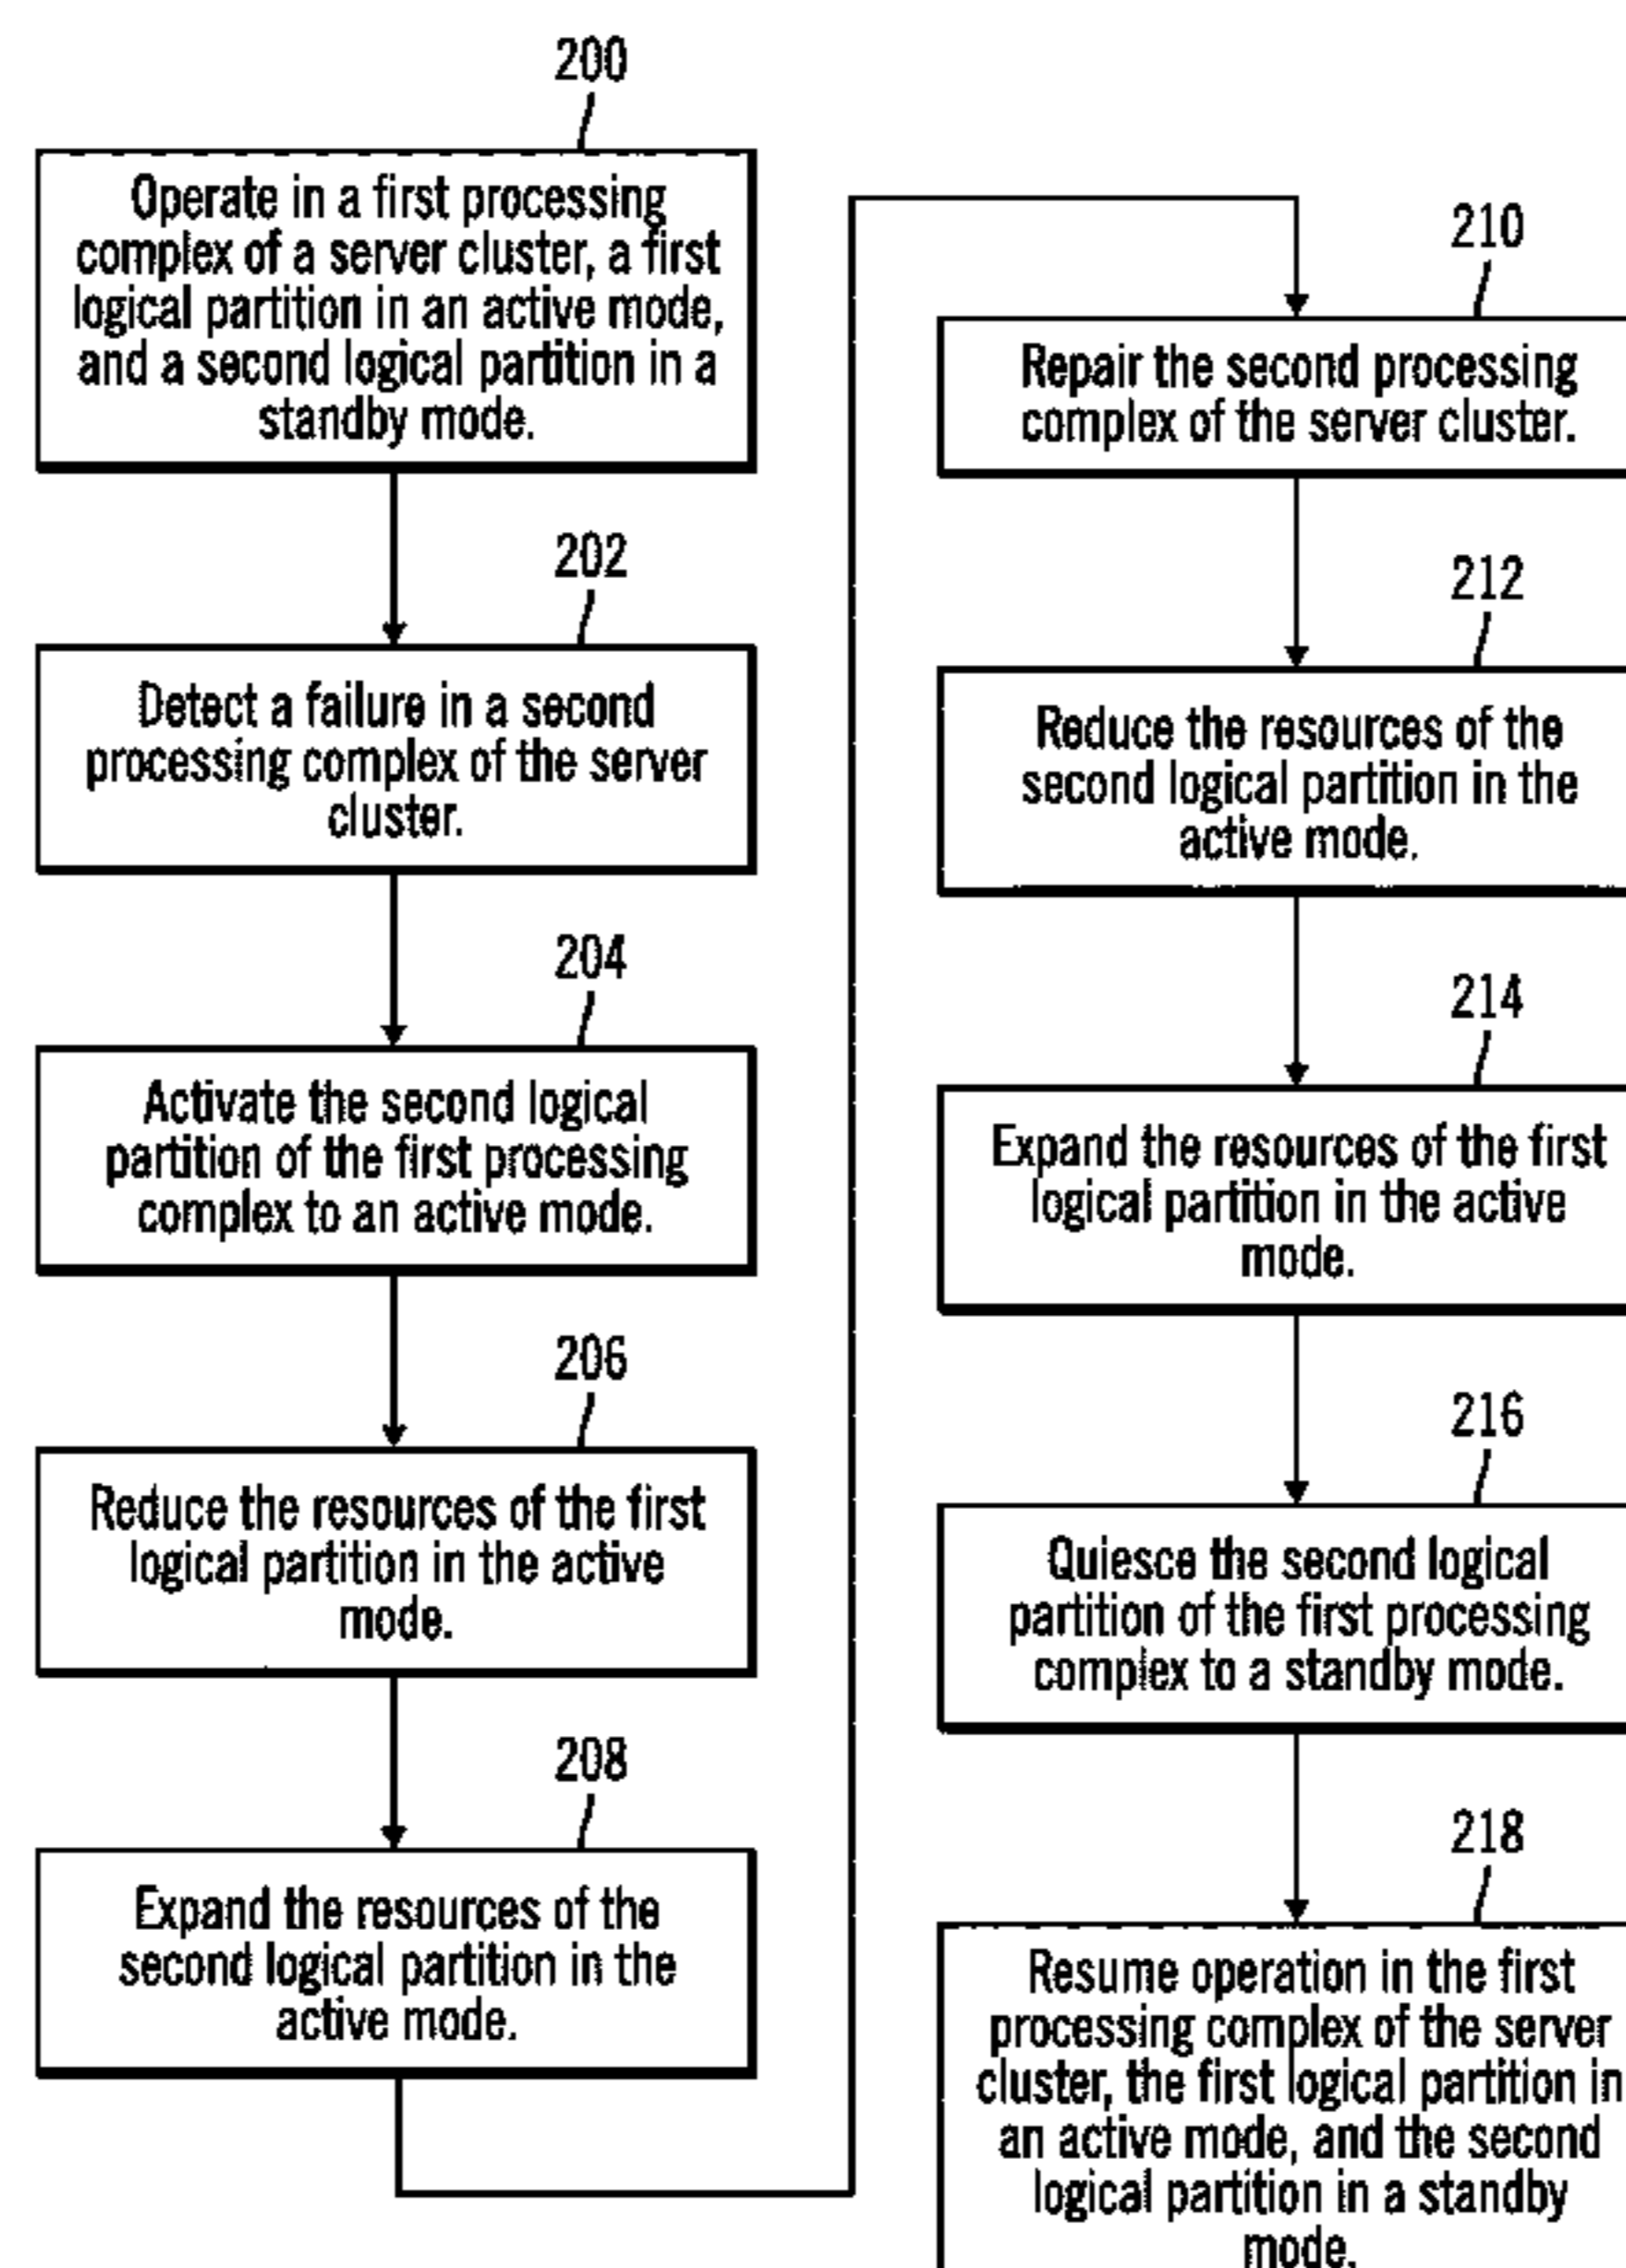 200
Operate in a first processing
complex of a server cluster, a first
logical partition in an active mode,
and a second logical partition in a
standby mode.
202
Detect a failure in a second
processing complex of the server
cluster.
204
Activate the second logical
partition of the first processing
complex to an active mode.
206
Reduce the resources of the first
logical partition in the active
mode.
208
Expand the resources of the
second logical partition in the
active mode.
210
Repair the second processing
complex of the server cluster.
212
Reduce the resources of the
second logical partition in the
active mode.
214
Expand the resources of the first
logical partition in the active
mode.
216
Quiesce the second logical
partition of the first processing
complex to a standby mode.
218
Resume operation in the first
processing complex of the server
cluster, the first logical partition in
an active mode, and the second
logical partition in a standby
mode.